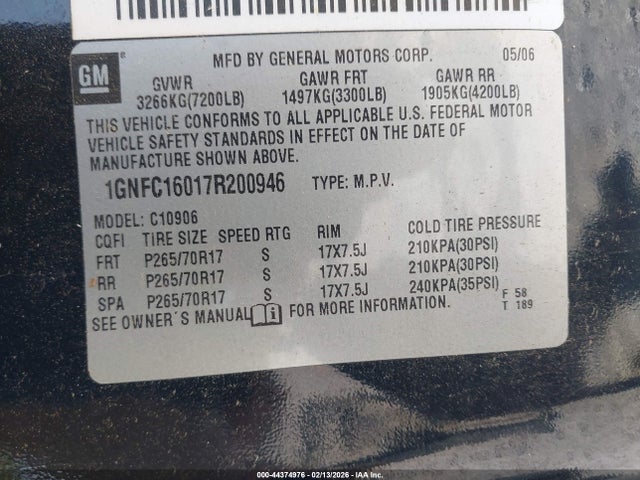 GM
MFD BY GENERAL MOTORS CORP. 05/06
GVWR GAWR FRT GAWR RR
3266KG(7200LB) 1497KG(3300LB) 1905KG(4200LB)
THIS VEHICLE CONFORMS TO ALL APPLICABLE U.S. FEDERAL MOTOR
VEHICLE SAFETY STANDARDS IN EFFECT ON THE DATE OF
MANUFACTURE SHOWN ABOVE.
1GNFC16017R200946 TYPE: M.P.V.
MODEL: C10906
CQFI TIRE SIZE SPEED RTG RIM COLD TIRE PRESSURE
FRT P265/70R17 S 17X7.5J 210KPA(30PSI)
RR P265/70R17 S 17X7.5J 210KPA(30PSI)
SPA P265/70R17 S 17X7.5J 240KPA(35PSI) F 58
SEE OWNER'S MANUAL FOR MORE INFORMATION. T 189
000-44374976 - 02/13/2026 - IAAI.COM